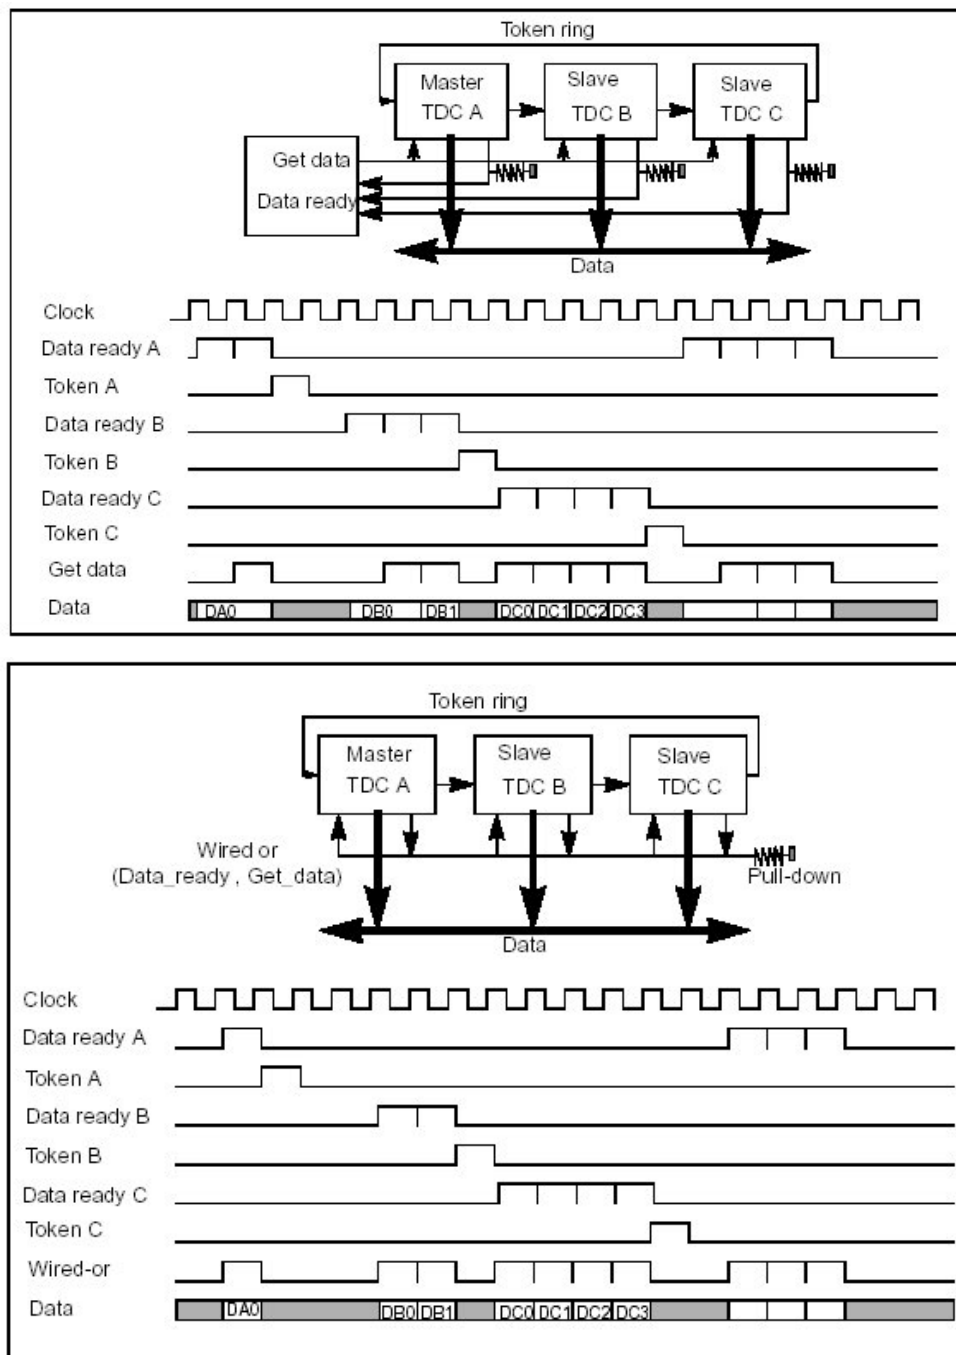 Token ring
Master
TDC A
Slave
TDC B
Slave
TDC C
Get data
Data ready
Data
Clock
Data ready A
Token A
Data ready B
Token B
Data ready C
Token C
Get data
Data
DA0 DB0 DB1 DC0 DC1 DC2 DC3
Token ring
Master
TDC A
Slave
TDC B
Slave
TDC C
Wired or
(Data_ready , Get_data)
Pull-down
Data
Clock
Data ready A
Token A
Data ready B
Token B
Data ready C
Token C
Wired-or
Data
DA0 DB0 DB1 DC0 DC1 DC2 DC3